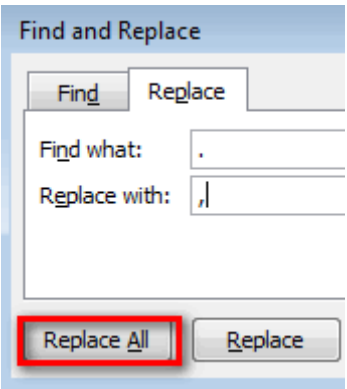 Find and Replace
Find Replace
Find what: .
Replace with: ,
Replace All Replace